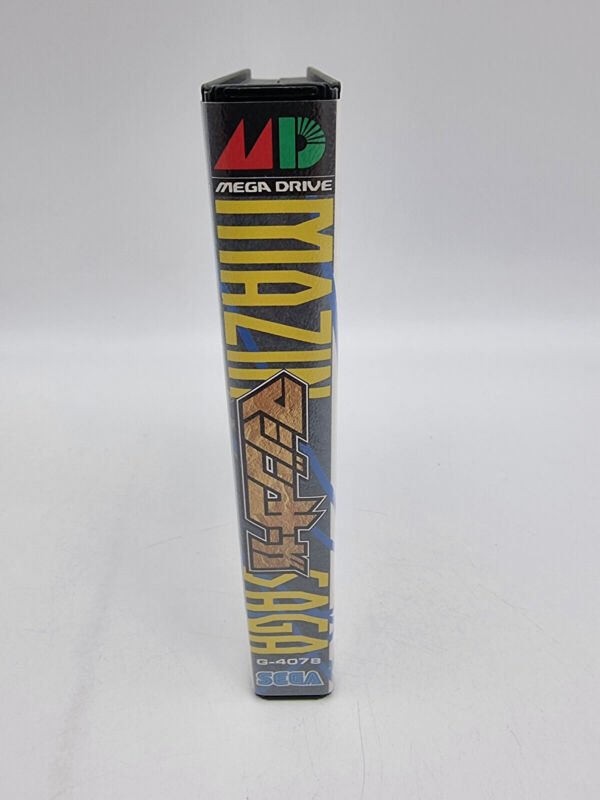 MD
MEGA DRIVE
MAZIN
マジンサーガ
SAGA
G-4078
SEGA